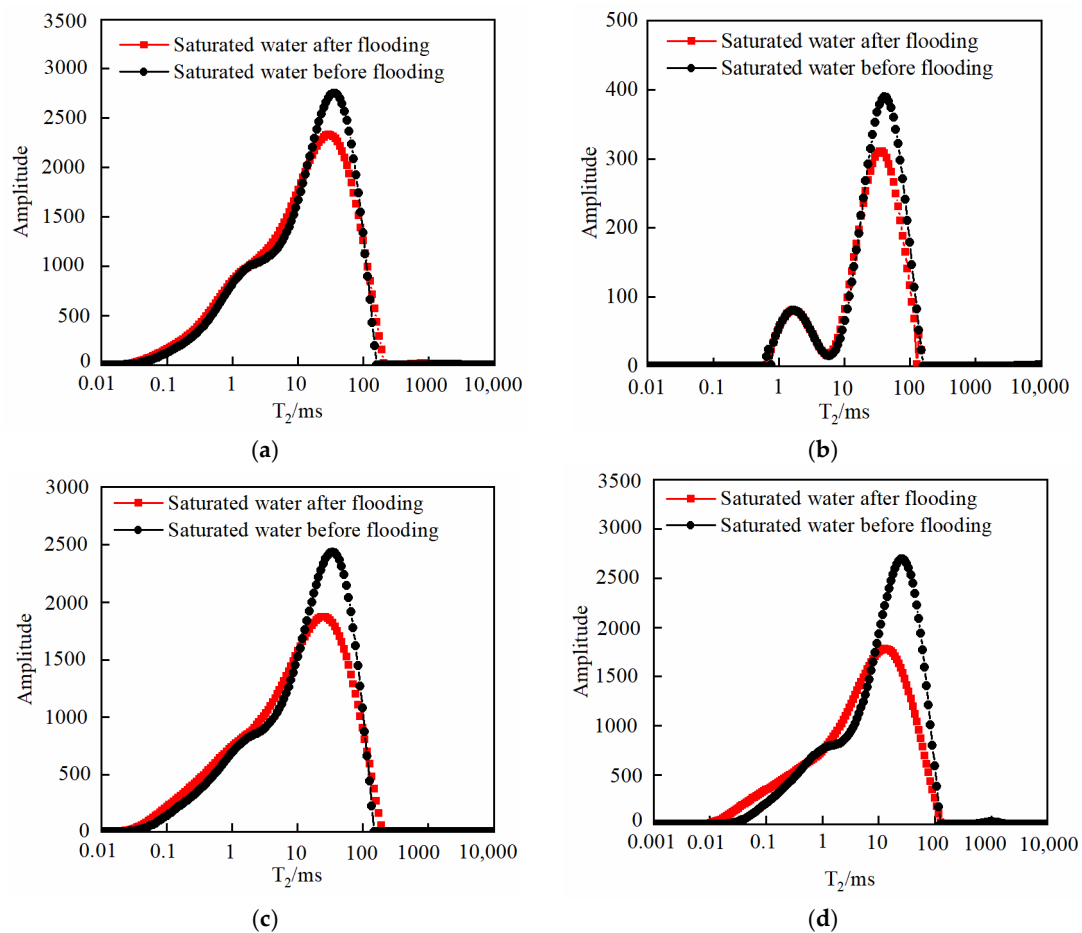 3500
3000
2500
2000
1500
1000
500
0
Amplitude
Saturated water after flooding
Saturated water before flooding
0.01 0.1 1 10 100 1000 10,000
T2/ms
(a)
500
400
300
200
100
0
Amplitude
Saturated water after flooding
Saturated water before flooding
0.01 0.1 1 10 100 1000 10,000
T2/ms
(b)
3000
2500
2000
1500
1000
500
0
Amplitude
Saturated water after flooding
Saturated water before flooding
0.01 0.1 1 10 100 1000 10,000
T2/ms
(c)
3500
3000
2500
2000
1500
1000
500
0
Amplitude
Saturated water after flooding
Saturated water before flooding
0.001 0.01 0.1 1 10 100 1000 10,000
T2/ms
(d)